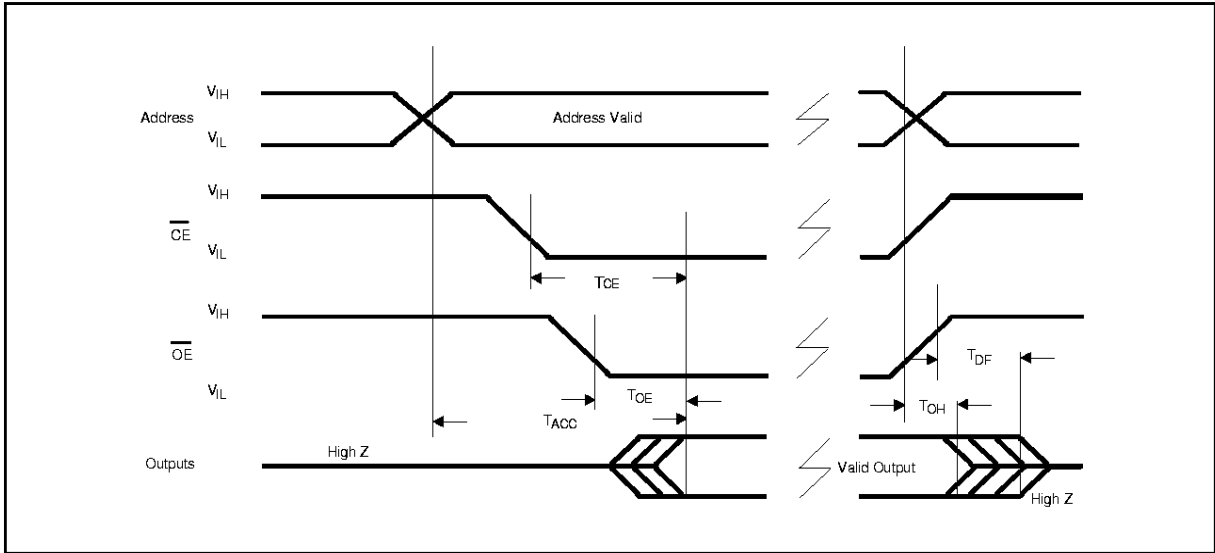 VIH
Address
Address Valid
VIL
VIH
CE
VIL
TCE
VIH
OE
TDF
VIL
TOE
TOH
TACC
High Z
Outputs
Valid Output
High Z